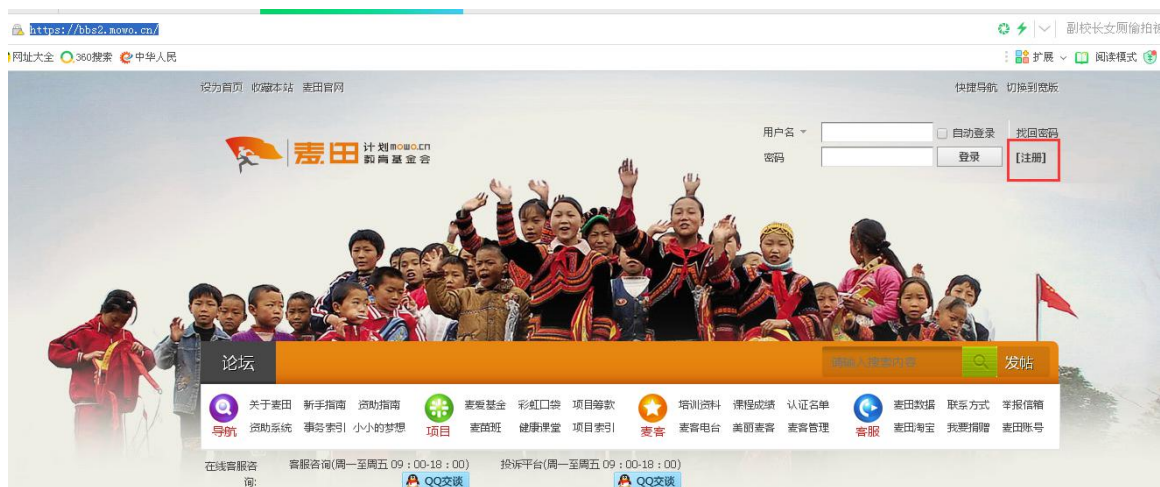 https://bbs2.mowo.cn/
副校长女厕偷拍被
网址大全 360搜索 中华人民
扩展 阅读模式
设为首页 收藏本站 麦田官网
快捷导航 切换到宽版
麦田 计划mowo.cn
教育基金会
用户名 自动登录 找回密码
密码 登录 [注册]
论坛
请输入搜索内容 发帖
导航
关于麦田 新手指南 资助指南
资助系统 事务索引 小小的梦想
项目
麦爱基金 彩虹口袋 项目筹款
麦苗班 健康课堂 项目索引
麦客
培训资料 课程成绩 认证名单
麦客电台 美丽麦客 麦客管理
客服
麦田数据 联系方式 举报信箱
麦田淘宝 我要捐赠 麦田账号
在线客服咨询:
客服咨询(周一至周五 09:00-18:00) 投诉平台(周一至周五 09:00-18:00)
QQ交谈 QQ交谈